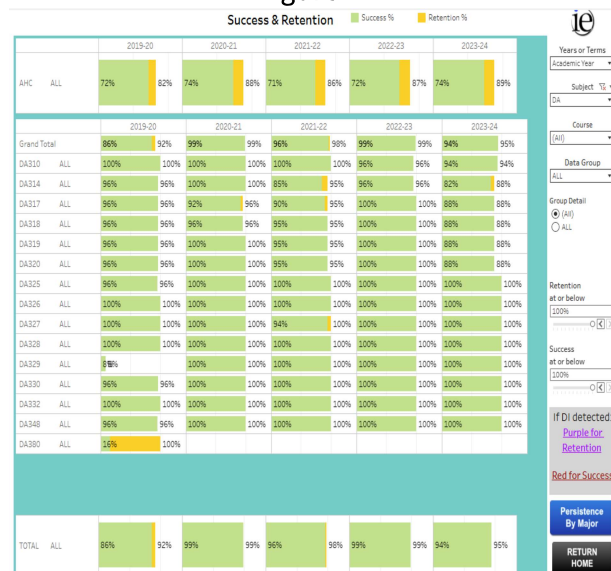 Success & Retention Success % Retention %
ie
2019-20 2020-21 2021-22 2022-23 2023-24
AHC ALL 72% 82% 74% 88% 71% 86% 72% 87% 74% 89%
2019-20 2020-21 2021-22 2022-23 2023-24
Grand Total 86% 92% 99% 99% 96% 98% 99% 99% 94% 95%
DA310 ALL 100% 100% 100% 100% 100% 100% 96% 96% 94% 94%
DA314 ALL 96% 96% 100% 100% 85% 95% 96% 96% 82% 88%
DA317 ALL 96% 96% 92% 96% 90% 95% 100% 100% 88% 88%
DA318 ALL 96% 96% 96% 96% 95% 95% 100% 100% 88% 88%
DA319 ALL 96% 96% 100% 100% 95% 95% 100% 100% 88% 88%
DA320 ALL 96% 96% 100% 100% 95% 95% 100% 100% 88% 88%
DA325 ALL 96% 96% 100% 100% 100% 100% 100% 100% 100% 100%
DA326 ALL 100% 100% 100% 100% 100% 100% 100% 100% 100% 100%
DA327 ALL 100% 100% 100% 100% 94% 100% 100% 100% 100% 100%
DA328 ALL 100% 100% 100% 100% 100% 100% 100% 100% 100% 100%
DA329 ALL 100% 100% 100% 100% 100% 100% 100% 100%
DA330 ALL 96% 96% 100% 100% 100% 100% 100% 100% 100% 100%
DA332 ALL 100% 100% 100% 100% 100% 100% 100% 100% 100% 100%
DA348 ALL 96% 96% 100% 100% 100% 100% 100% 100% 100% 100%
DA380 ALL 16% 100%
TOTAL ALL 86% 92% 99% 99% 96% 98% 99% 99% 94% 95%
Years or Terms
Academic Year
Subject
DA
Course
(All)
Data Group
ALL
Group Detail
(All)
ALL
Retention
at or below
100%
Success
at or below
100%
If DI detected:
Purple for
Retention
Red for Success
Persistence
By Major
RETURN
HOME